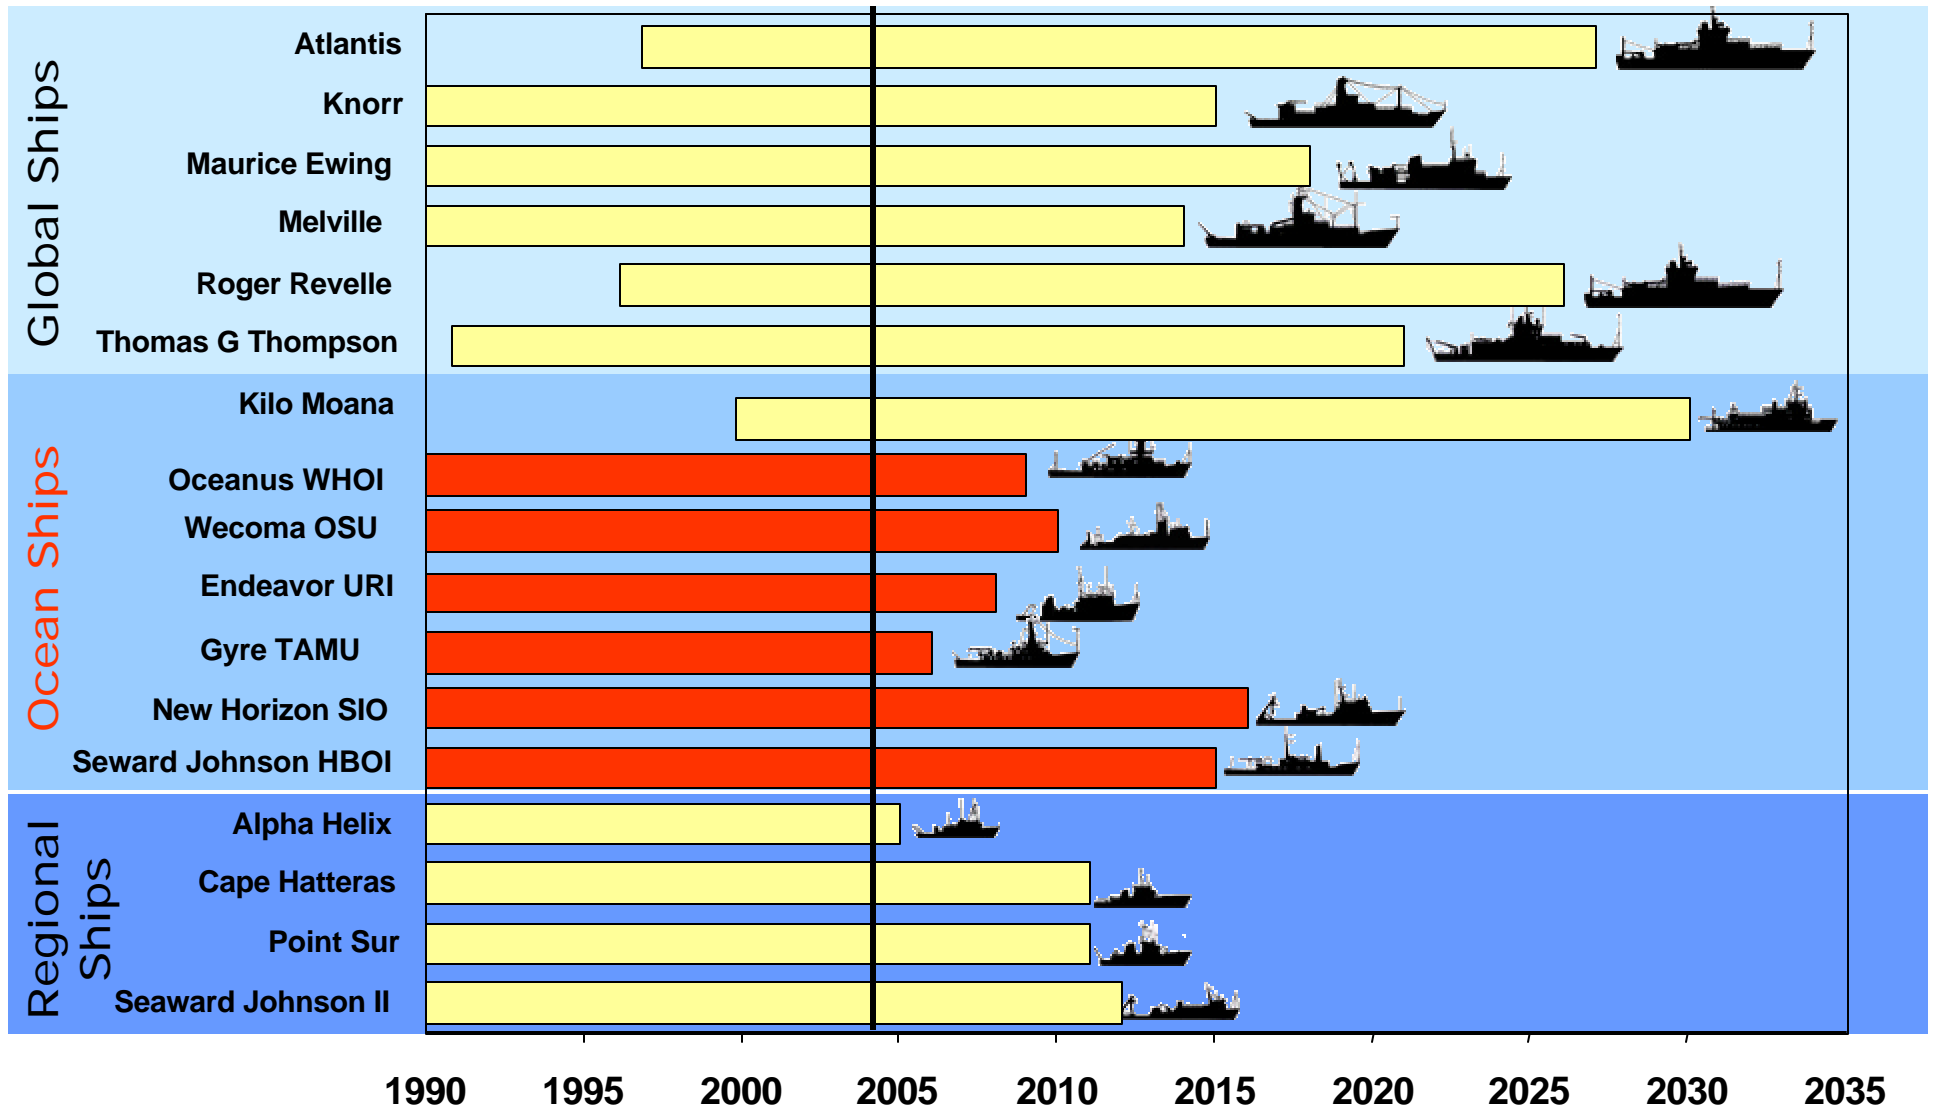 Global Ships
Atlantis
Knorr
Maurice Ewing
Melville
Roger Revelle
Thomas G Thompson
Ocean Ships
Kilo Moana
Oceanus WHOI
Wecoma OSU
Endeavor URI
Gyre TAMU
New Horizon SIO
Seward Johnson HBOI
Regional
Ships
Alpha Helix
Cape Hatteras
Point Sur
Seaward Johnson II
1990 1995 2000 2005 2010 2015 2020 2025 2030 2035